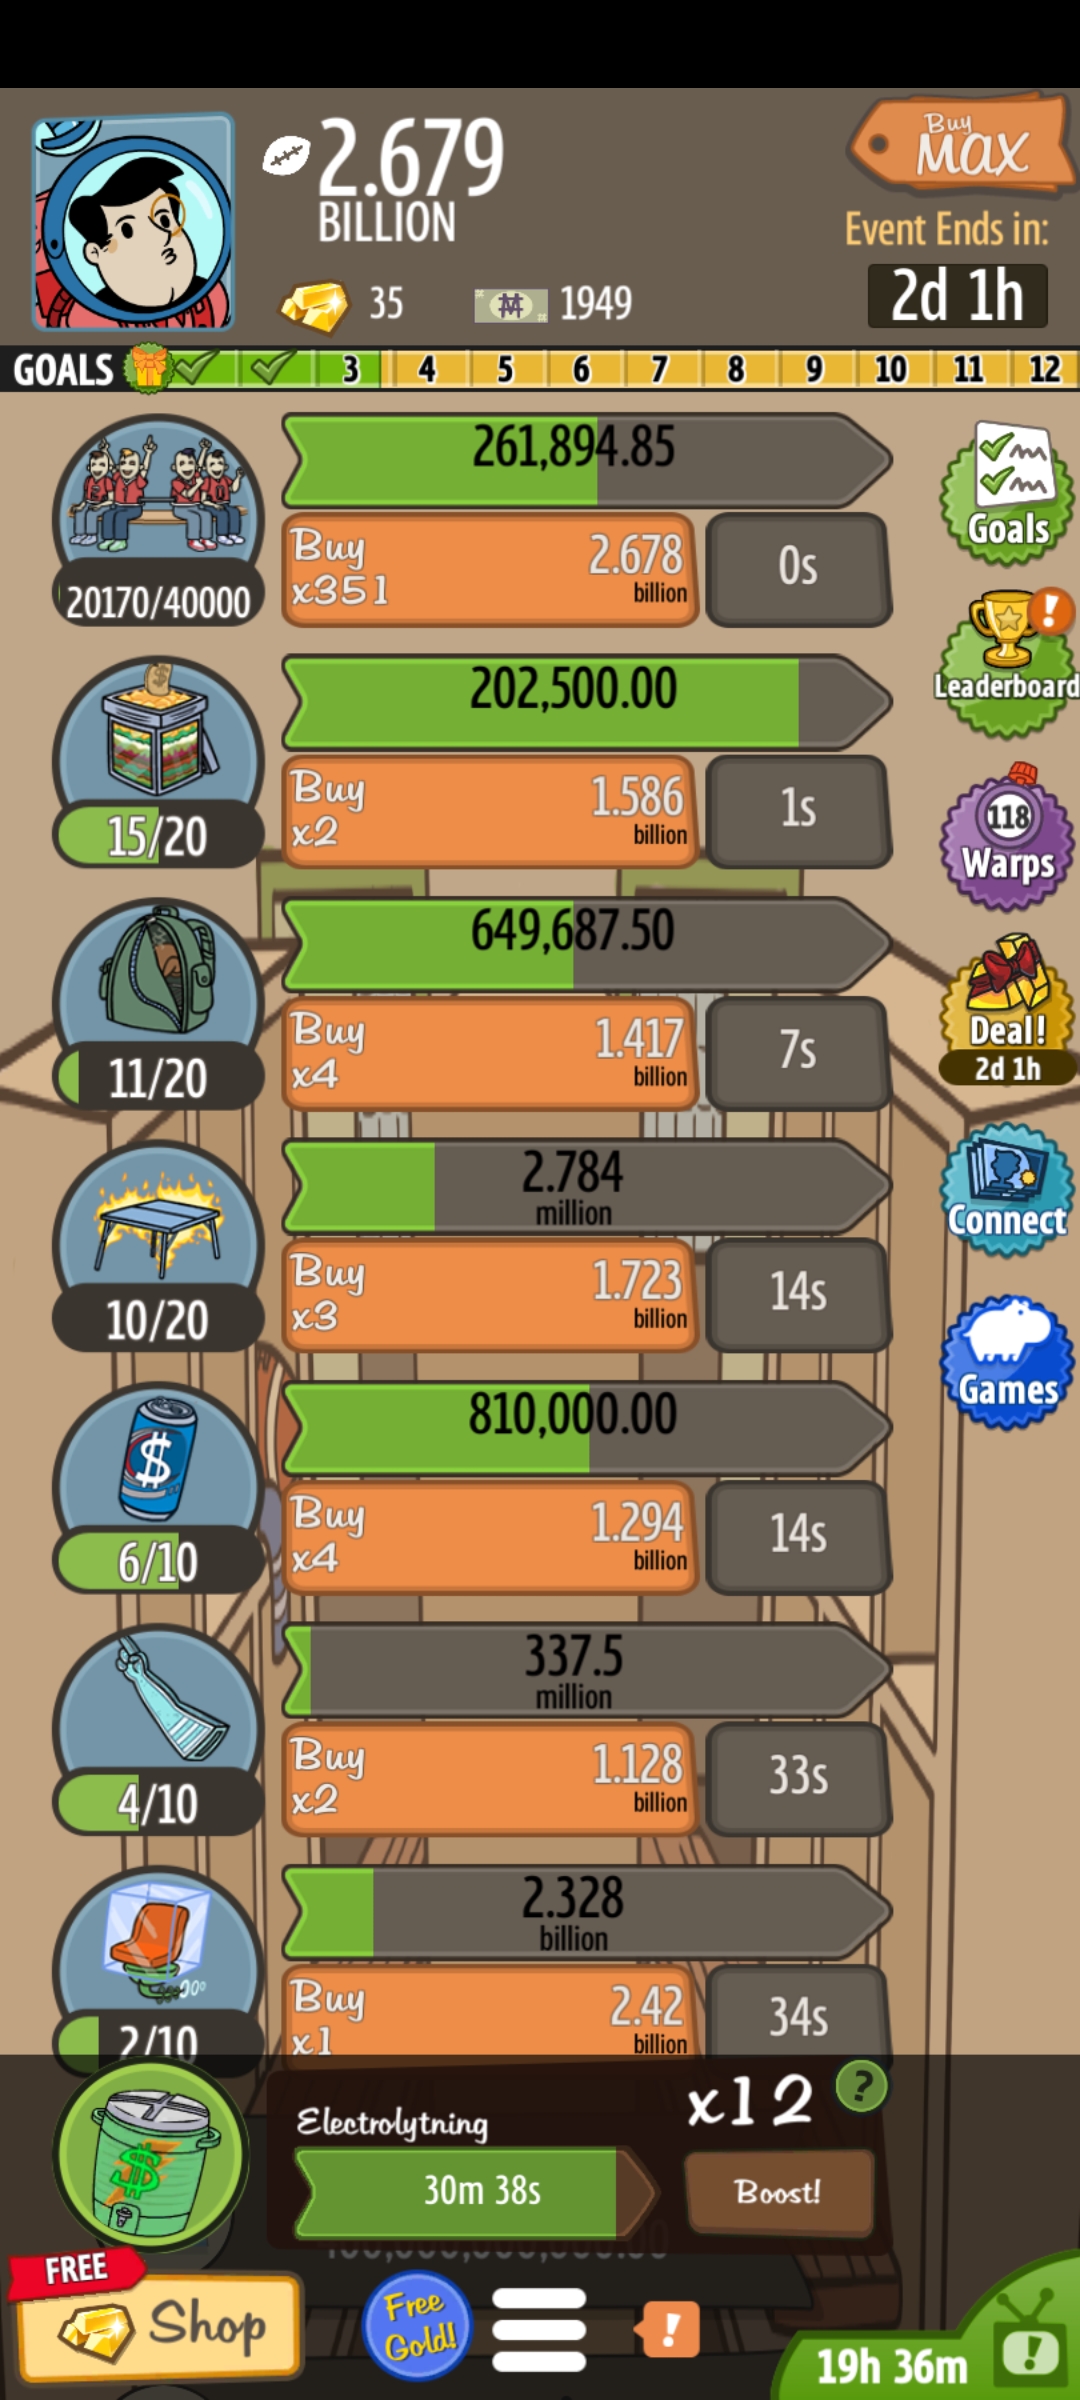 2.679
BILLION
Buy
MAX
Event Ends in:
35
1949
2d 1h
GOALS 3 4 5 6 7 8 9 10 11 12
261,894.85
Buy
x351
2.678
billion
0s
20170/40000
Goals
202,500.00
Leaderboard
Buy
x2
1.586
billion
1s
15/20
118
Warps
649,687.50
Buy
x4
1.417
billion
7s
11/20
Deal!
2d 1h
2.784
million
Connect
Buy
x3
1.723
billion
14s
10/20
Games
810,000.00
Buy
x4
1.294
billion
14s
6/10
337.5
million
Buy
x2
1.128
billion
33s
4/10
2.328
billion
Buy
x1
2.42
billion
34s
2/10
Electrolytning
x12
?
30m 38s
Boost!
FREE
Shop
Free
Gold!
!
19h 36m
!